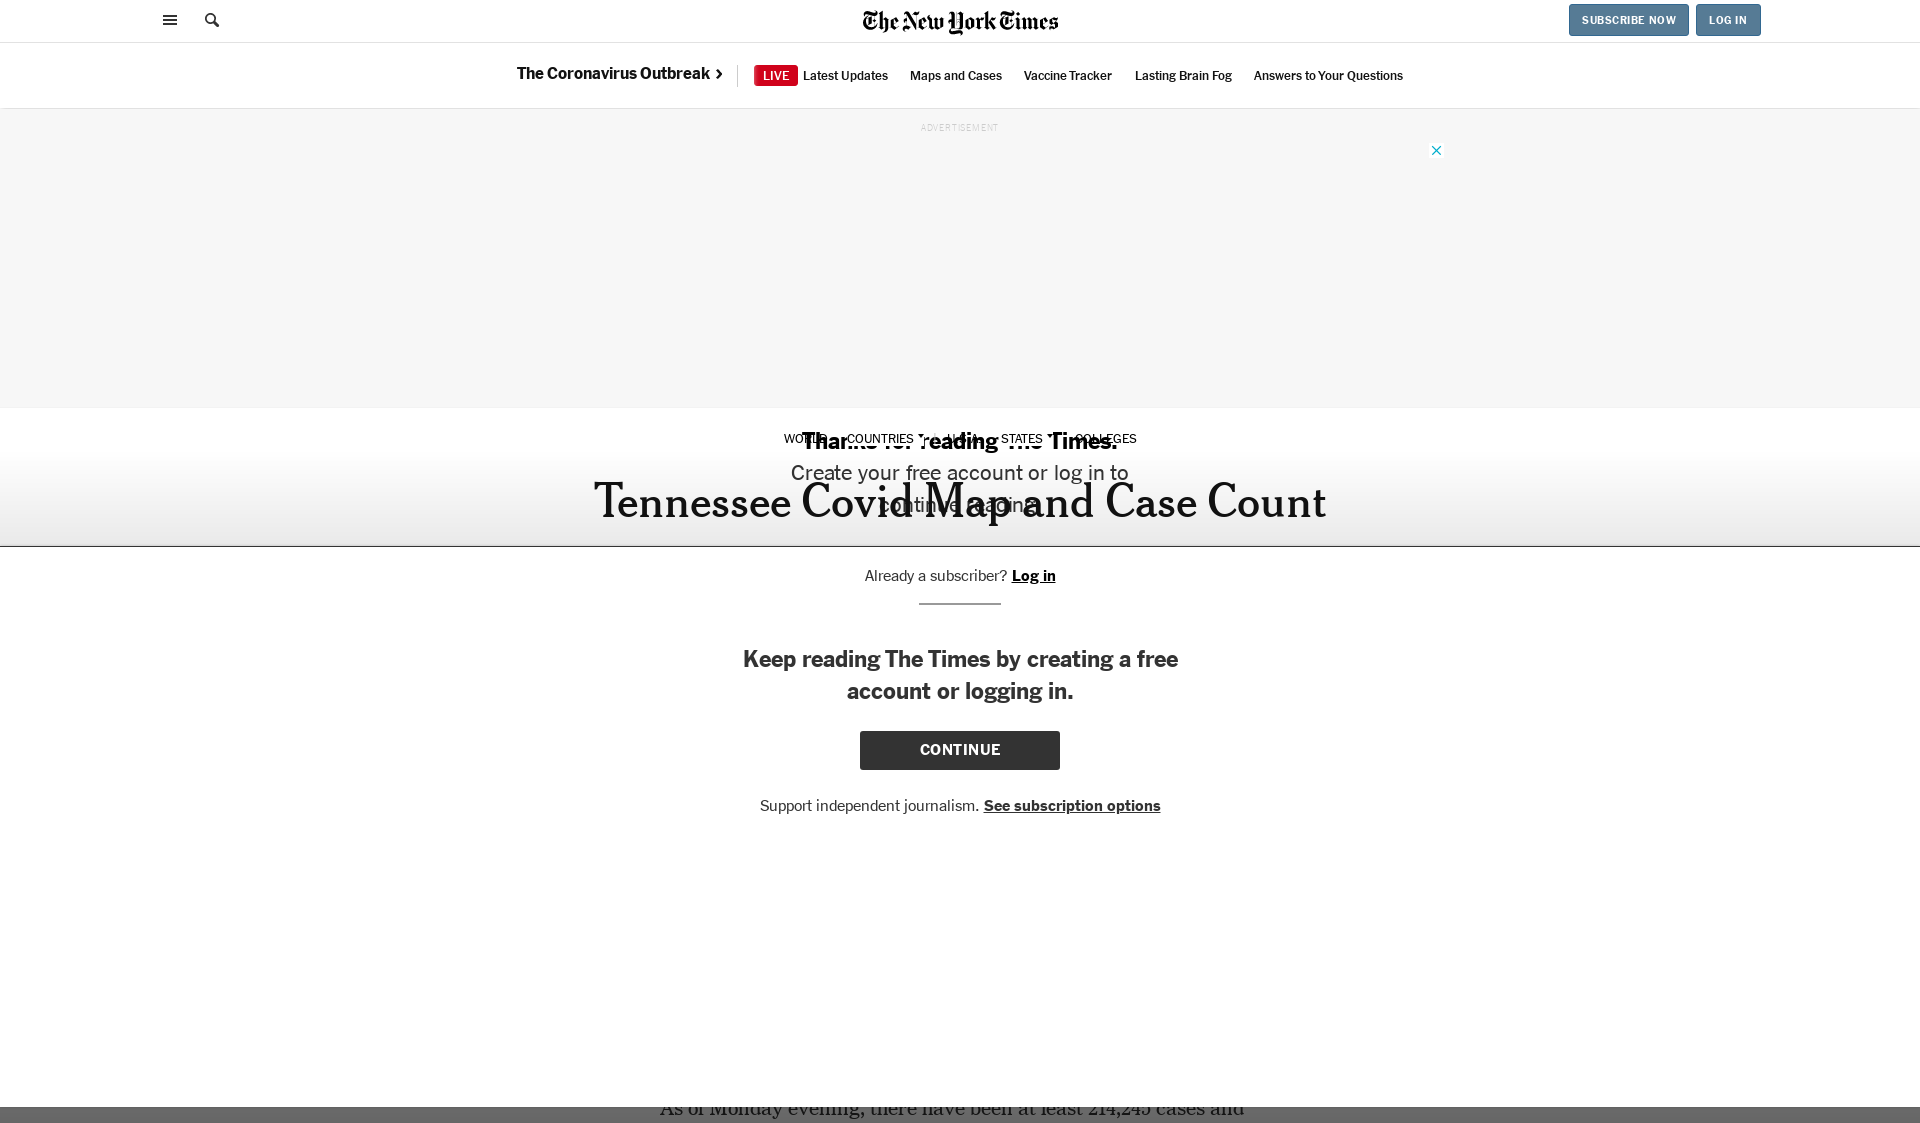 The New York Times
SUBSCRIBE NOW
LOG IN
The Coronavirus Outbreak
LIVE Latest Updates
Maps and Cases
Vaccine Tracker
Lasting Brain Fog
Answers to Your Questions
ADVERTISEMENT
WORLD
COUNTRIES
U.S.A.
STATES
COLLEGES
Thanks for reading The Times.
Create your free account or log in to
continue reading.
Tennessee Covid Map and Case Count
Already a subscriber? Log in
Keep reading The Times by creating a free
account or logging in.
CONTINUE
Support independent journalism. See subscription options
As of Monday evening, there have been at least 214,245 cases and